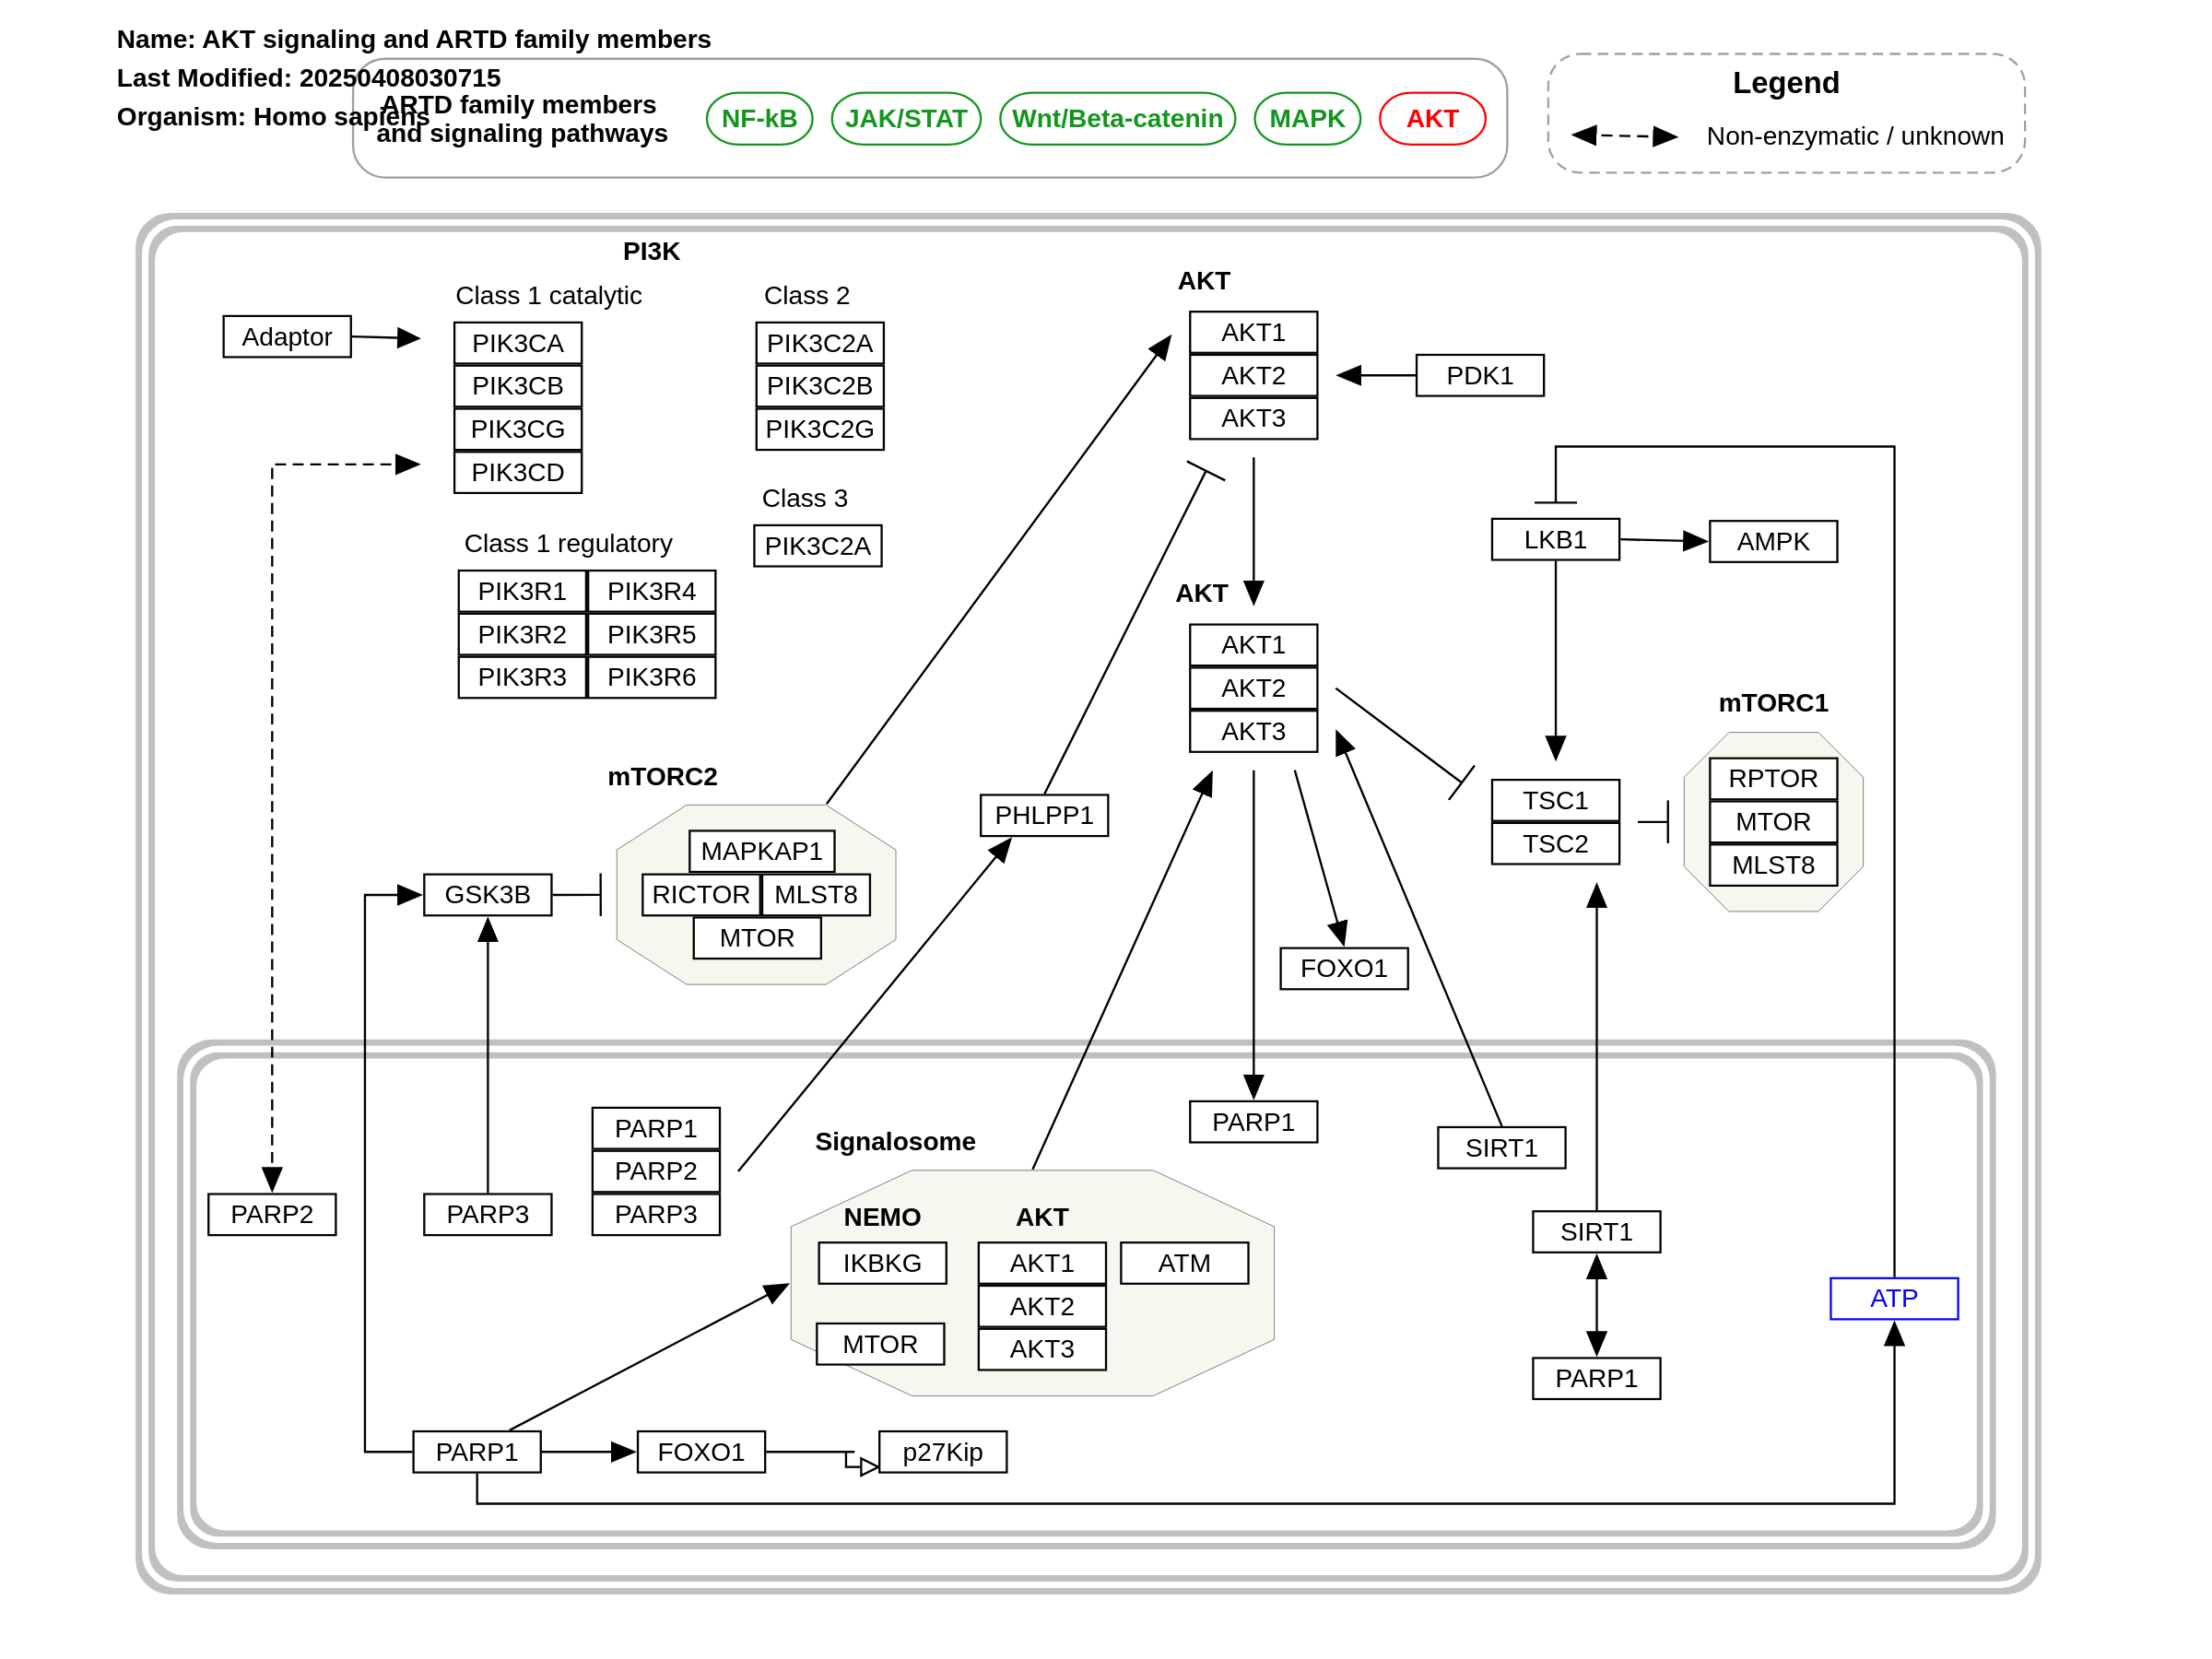 Name: AKT signaling and ARTD family members
Last Modified: 20250408030715
Organism: Homo sapiens
ARTD family members
and signaling pathways
NF-kB
JAK/STAT
Wnt/Beta-catenin
MAPK
AKT
Legend
Non-enzymatic / unknown
PI3K
Class 1 catalytic
Class 2
AKT
Adaptor
PIK3CA
PIK3CB
PIK3CG
PIK3CD
PIK3C2A
PIK3C2B
PIK3C2G
AKT1
AKT2
AKT3
PDK1
Class 3
PIK3C2A
Class 1 regulatory
PIK3R1
PIK3R4
PIK3R2
PIK3R5
PIK3R3
PIK3R6
LKB1
AMPK
AKT
AKT1
AKT2
AKT3
mTORC1
RPTOR
MTOR
MLST8
TSC1
TSC2
mTORC2
MAPKAP1
RICTOR
MLST8
MTOR
GSK3B
PHLPP1
FOXO1
PARP1
SIRT1
PARP1
PARP2
PARP3
PARP2
PARP3
Signalosome
NEMO
AKT
IKBKG
AKT1
ATM
AKT2
MTOR
AKT3
SIRT1
ATP
PARP1
PARP1
FOXO1
p27Kip